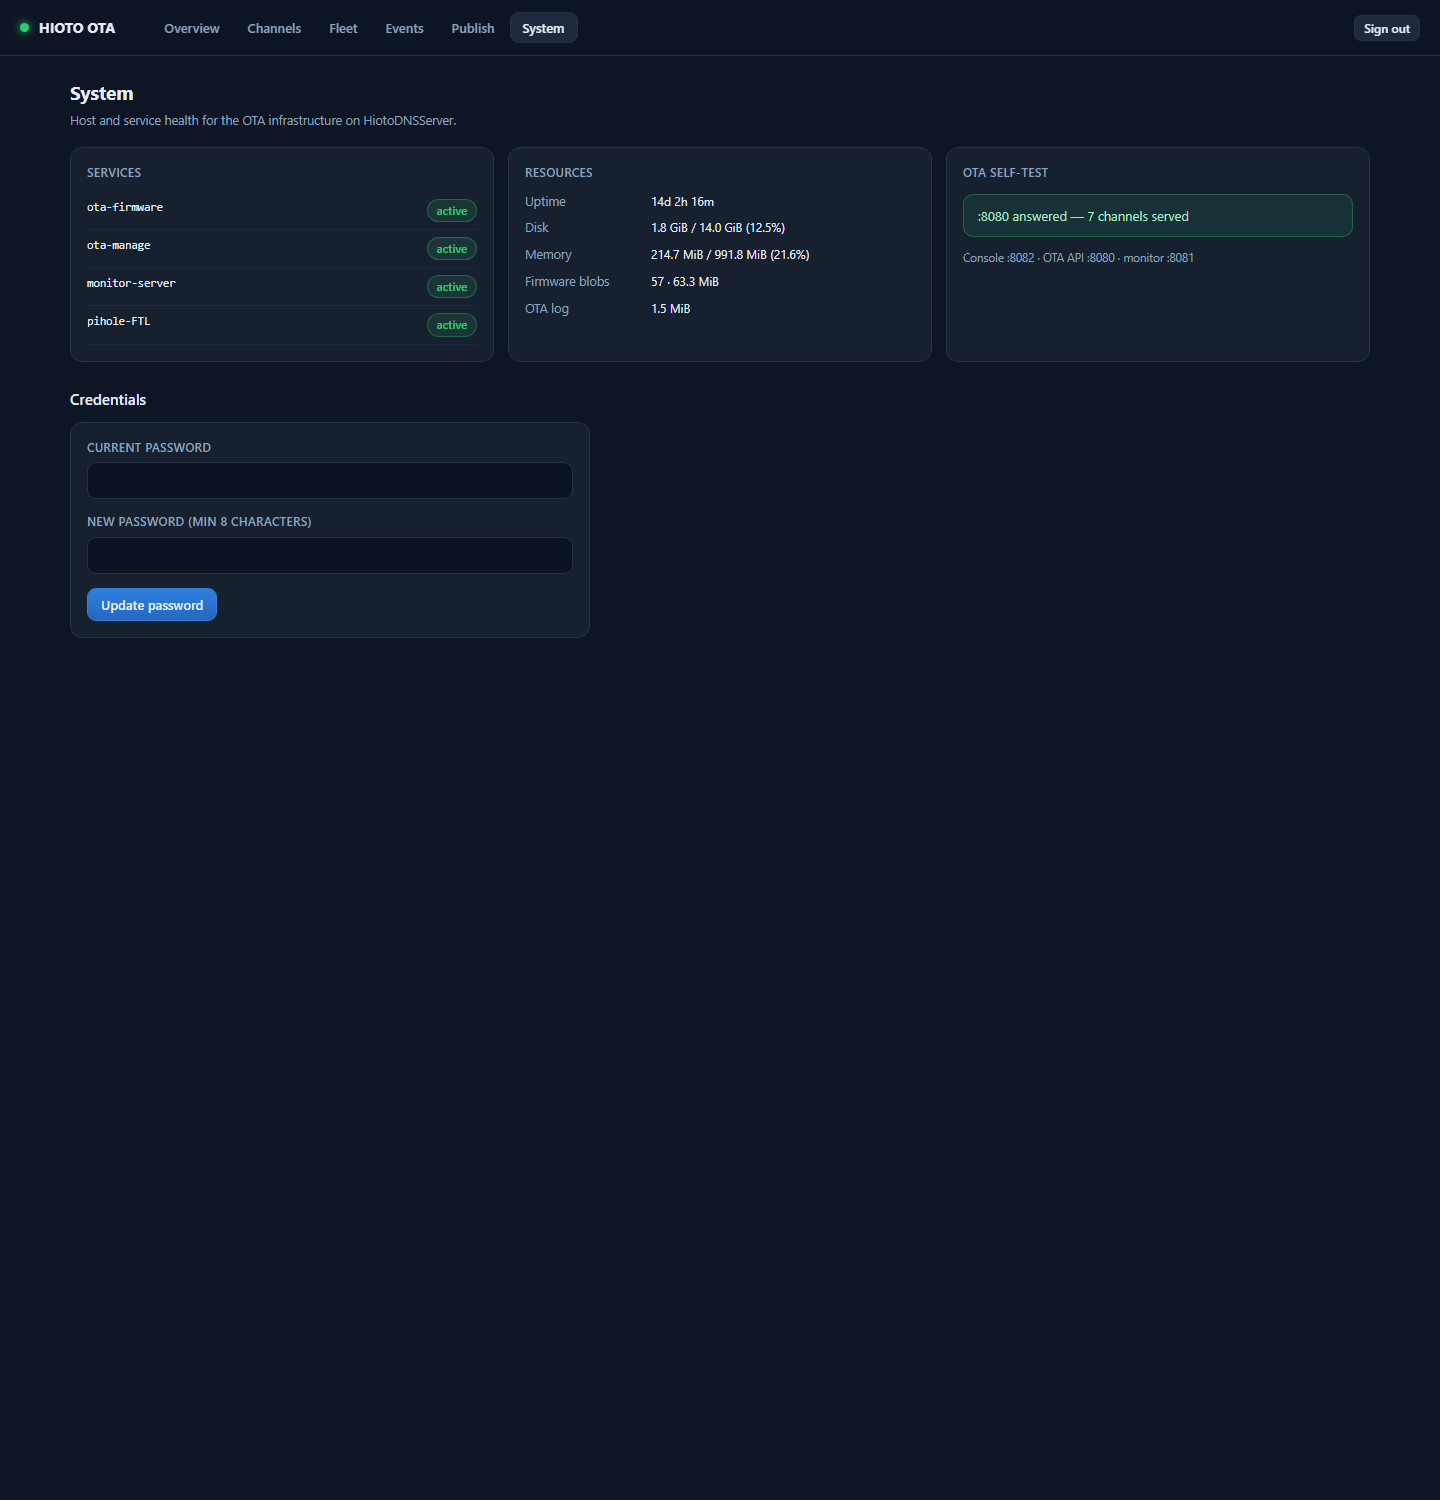 HIOTO OTA Overview Channels Fleet Events Publish System Sign out
System
Host and service health for the OTA infrastructure on HiotoDNSServer.
SERVICES
ota-firmware active
ota-manage active
monitor-server active
pihole-FTL active
RESOURCES
Uptime 14d 2h 16m
Disk 1.8 GiB / 14.0 GiB (12.5%)
Memory 214.7 MiB / 991.8 MiB (21.6%)
Firmware blobs 57 · 63.3 MiB
OTA log 1.5 MiB
OTA SELF-TEST
:8080 answered — 7 channels served
Console :8082 · OTA API :8080 · monitor :8081
Credentials
CURRENT PASSWORD
NEW PASSWORD (MIN 8 CHARACTERS)
Update password